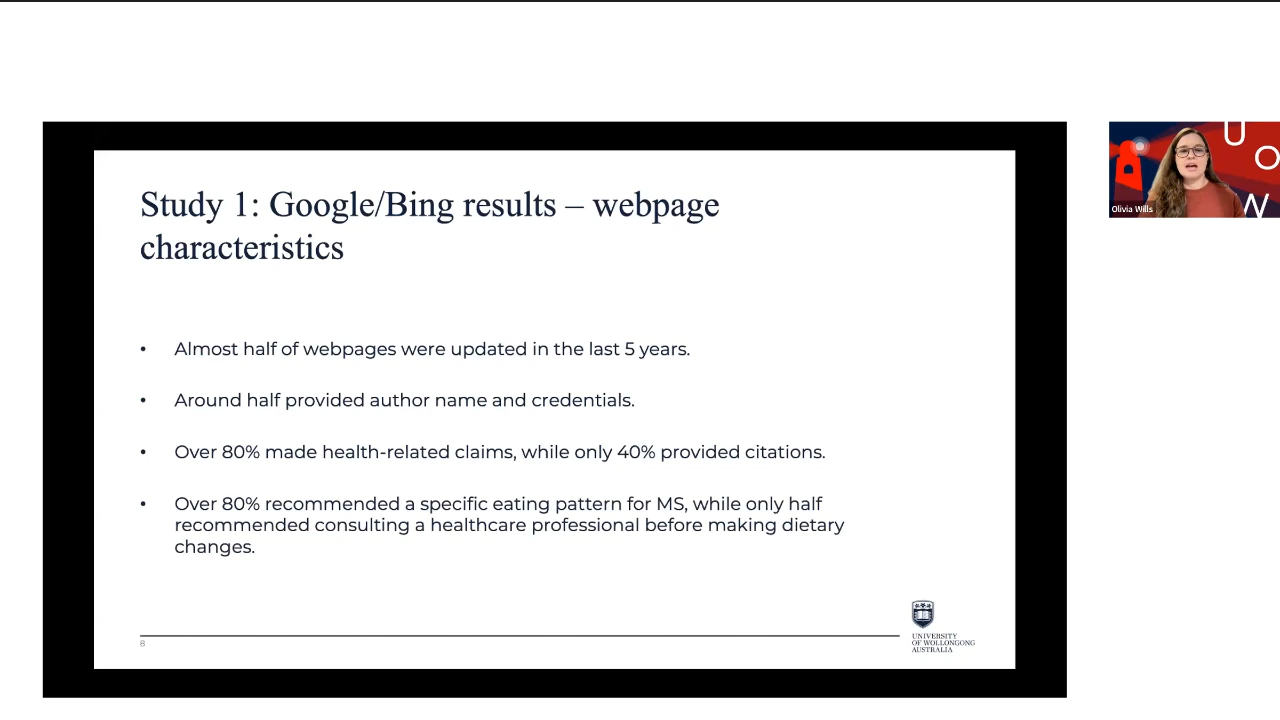 Study 1: Google/Bing results – webpage
characteristics
• Almost half of webpages were updated in the last 5 years.
• Around half provided author name and credentials.
• Over 80% made health-related claims, while only 40% provided citations.
• Over 80% recommended a specific eating pattern for MS, while only half
recommended consulting a healthcare professional before making dietary
changes.
8
UNIVERSITY
OF WOLLONGONG
AUSTRALIA
U
O
W
Olivia Wills